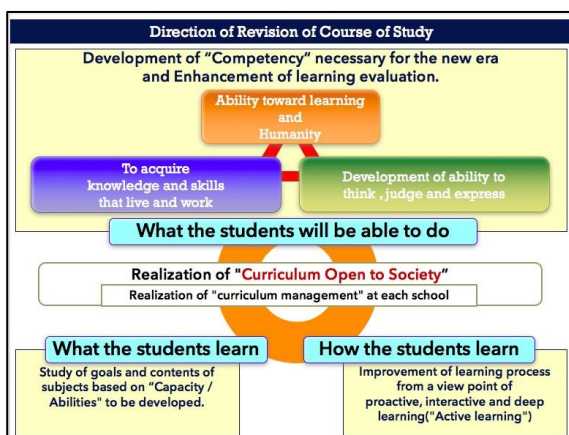 Direction of Revision of Course of Study
Development of “Competency” necessary for the new era
and Enhancement of learning evaluation.
Ability toward learning
and
Humanity
To acquire
knowledge and skills
that live and work
Development of ability to
think , judge and express
What the students will be able to do
Realization of "Curriculum Open to Society”
Realization of "curriculum management" at each school
What the students learn
Study of goals and contents of
subjects based on “Capacity /
Abilities" to be developed.
How the students learn
Improvement of learning process
from a view point of
proactive, interactive and deep
learning("Active learning")